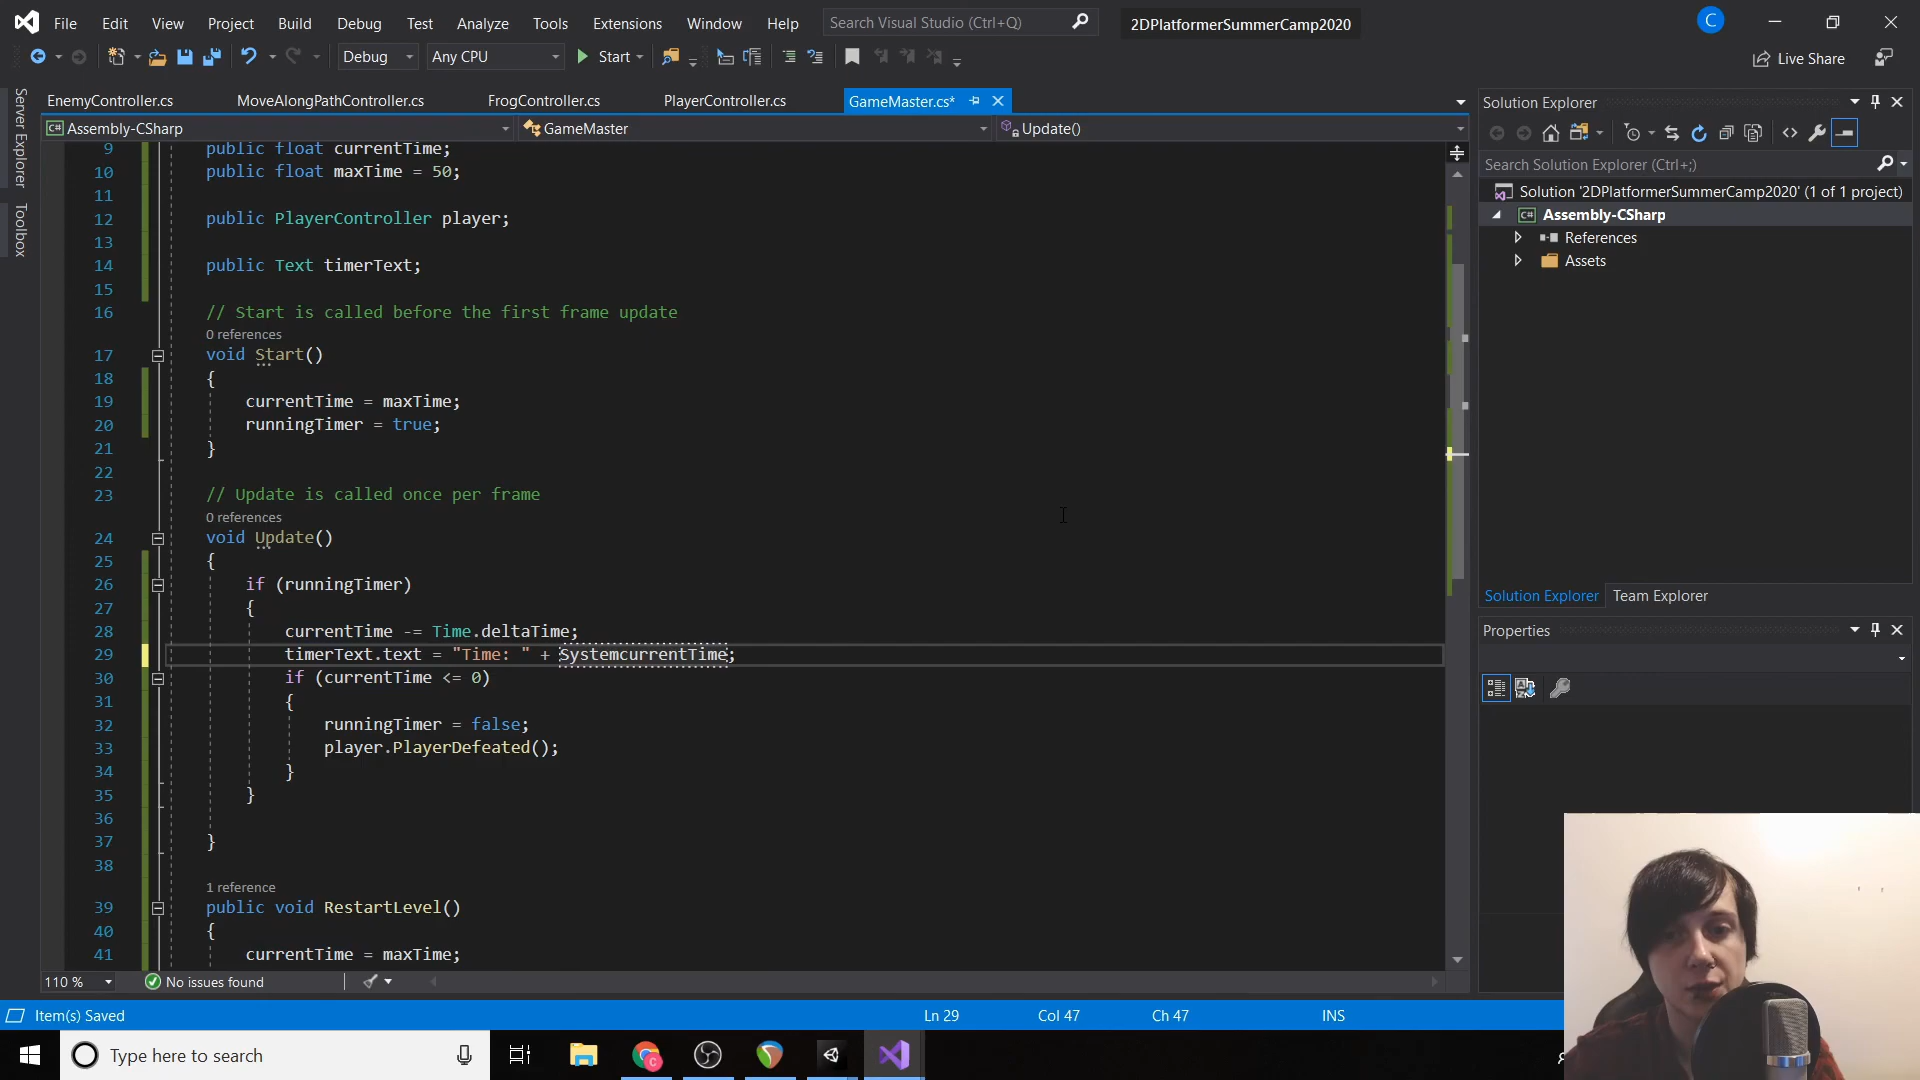 File Edit View Project Build Debug Test Analyze Tools Extensions Window Help Search Visual Studio (Ctrl+Q) 2DPlatformerSummerCamp2020 C
Debug Any CPU Start Live Share
EnemyController.cs MoveAlongPathController.cs FrogController.cs PlayerController.cs GameMaster.cs*
C# Assembly-CSharp GameMaster Update()
Server Explorer
Toolbox
9 public float currentTime;
10 public float maxTime = 50;
11
12 public PlayerController player;
13
14 public Text timerText;
15
16 // Start is called before the first frame update
0 references
17 void Start()
18 {
19 currentTime = maxTime;
20 runningTimer = true;
21 }
22
23 // Update is called once per frame
0 references
24 void Update()
25 {
26 if (runningTimer)
27 {
28 currentTime -= Time.deltaTime;
29 timerText.text = "Time: " + SystemcurrentTime;
30 if (currentTime <= 0)
31 {
32 runningTimer = false;
33 player.PlayerDefeated();
34 }
35 }
36
37 }
38
1 reference
39 public void RestartLevel()
40 {
41 currentTime = maxTime;
110 % No issues found
Solution Explorer
Search Solution Explorer (Ctrl+;)
Solution '2DPlatformerSummerCamp2020' (1 of 1 project)
C# Assembly-CSharp
References
Assets
Solution Explorer Team Explorer
Properties
Item(s) Saved Ln 29 Col 47 Ch 47 INS
Type here to search